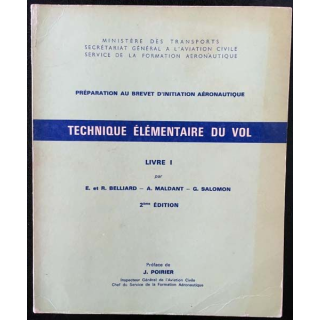 MINISTÈRE DES TRANSPORTS
SECRÉTARIAT GÉNÉRAL A L'AVIATION CIVILE
SERVICE DE LA FORMATION AÉRONAUTIQUE
PRÉPARATION AU BREVET D'INITIATION AÉRONAUTIQUE
TECHNIQUE ÉLÉMENTAIRE DU VOL
LIVRE I
par
E. et R. BELLIARD – A. MALDANT – G. SALOMON
2ème ÉDITION
Préface de
J. POIRIER
Inspecteur Général de l'Aviation Civile
Chef du Service de la Formation Aéronautique